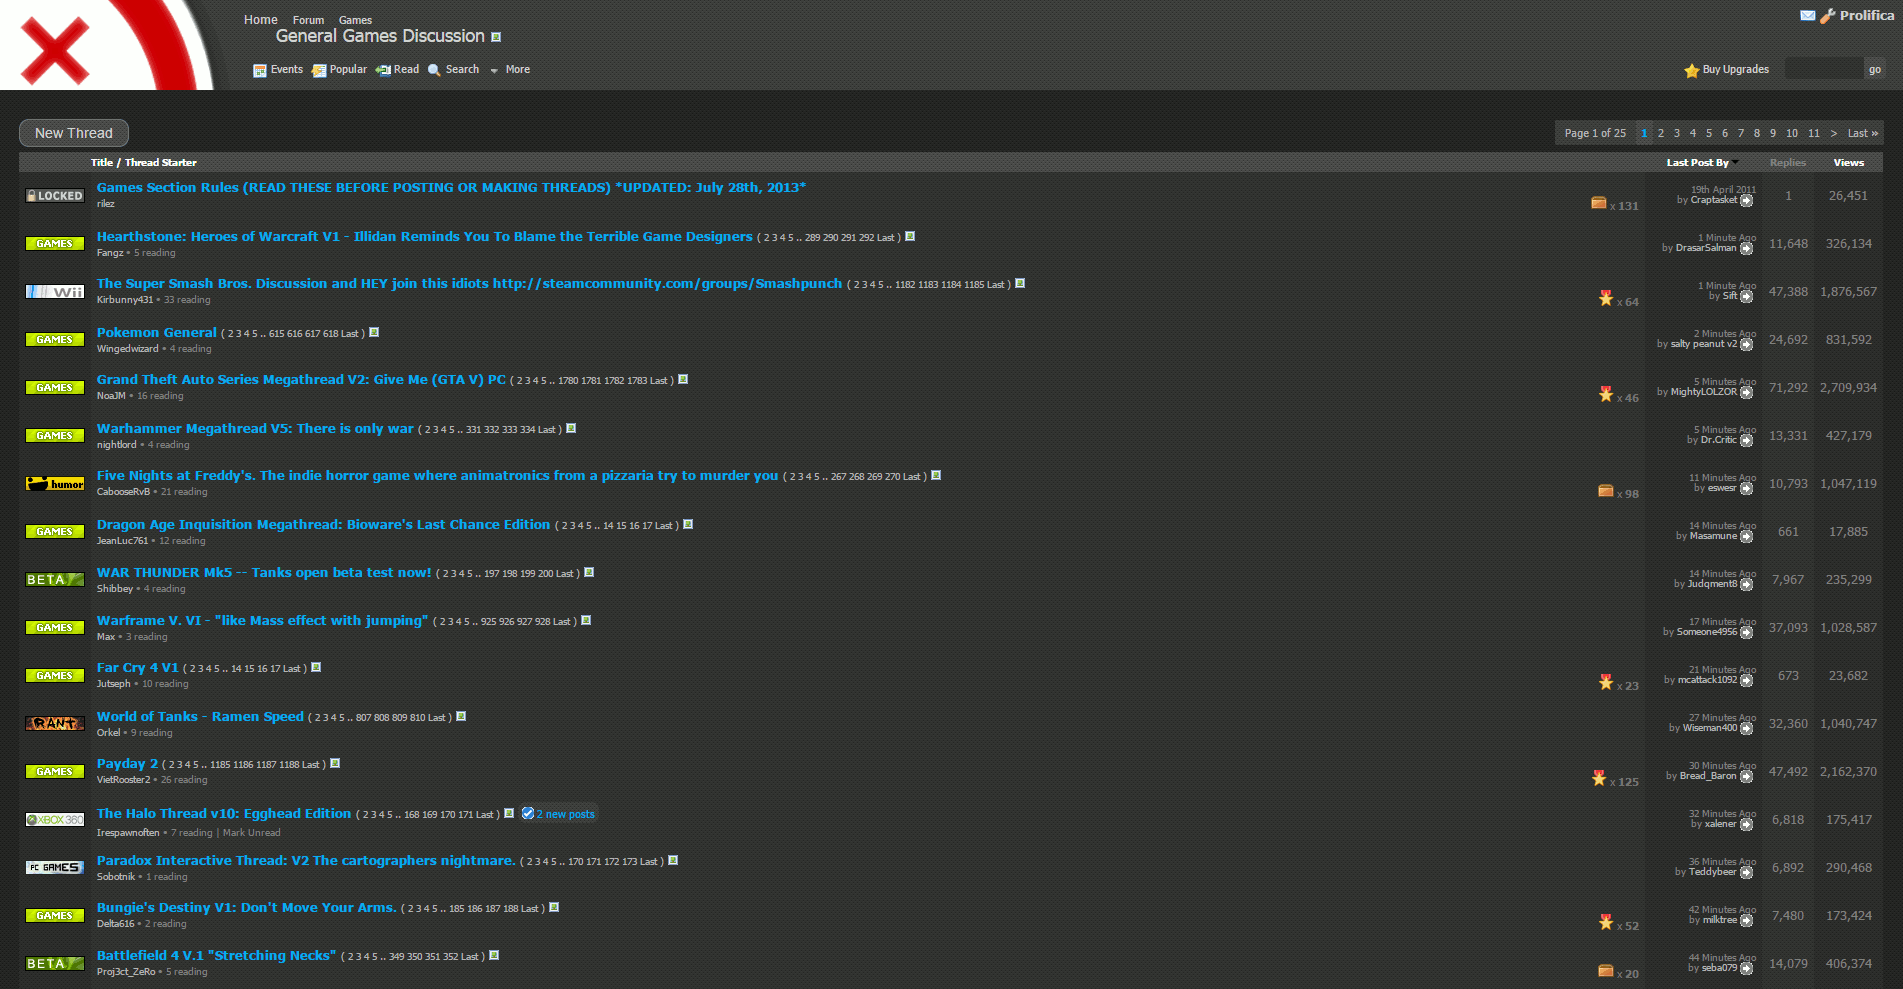 Home Forum Games
Prolifica
General Games Discussion
Events Popular Read Search More
Buy Upgrades go
New Thread
Page 1 of 25 1 2 3 4 5 6 7 8 9 10 11 > Last »
Title / Thread Starter Last Post By Replies Views
LOCKED Games Section Rules (READ THESE BEFORE POSTING OR MAKING THREADS) *UPDATED: July 28th, 2013* 19th April 2011
rilez x 131 by Craptasket 1 26,451
GAMES Hearthstone: Heroes of Warcraft V1 - Illidan Reminds You To Blame the Terrible Game Designers ( 2 3 4 5 .. 289 290 291 292 Last ) 1 Minute Ago
Fangz • 5 reading by DrasarSalman 11,648 326,134
Wii The Super Smash Bros. Discussion and HEY join this idiots http://steamcommunity.com/groups/Smashpunch ( 2 3 4 5 .. 1182 1183 1184 1185 Last ) 1 Minute Ago
Kirbunny431 • 33 reading x 64 by Sift 47,388 1,876,567
GAMES Pokemon General ( 2 3 4 5 .. 615 616 617 618 Last ) 2 Minutes Ago
Wingedwizard • 4 reading by salty peanut v2 24,692 831,592
GAMES Grand Theft Auto Series Megathread V2: Give Me (GTA V) PC ( 2 3 4 5 .. 1780 1781 1782 1783 Last ) 5 Minutes Ago
NoaJM • 16 reading x 46 by MightyLOLZOR 71,292 2,709,934
GAMES Warhammer Megathread V5: There is only war ( 2 3 4 5 .. 331 332 333 334 Last ) 5 Minutes Ago
nightlord • 4 reading by Dr.Critic 13,331 427,179
humor Five Nights at Freddy's. The indie horror game where animatronics from a pizzaria try to murder you ( 2 3 4 5 .. 267 268 269 270 Last ) 11 Minutes Ago
CabooseRvB • 21 reading x 98 by eswesr 10,793 1,047,119
GAMES Dragon Age Inquisition Megathread: Bioware's Last Chance Edition ( 2 3 4 5 .. 14 15 16 17 Last ) 14 Minutes Ago
JeanLuc761 • 12 reading by Masamune 661 17,885
BETA WAR THUNDER Mk5 -- Tanks open beta test now! ( 2 3 4 5 .. 197 198 199 200 Last ) 14 Minutes Ago
Shibbey • 4 reading by Judqment8 7,967 235,299
GAMES Warframe V. VI - "like Mass effect with jumping" ( 2 3 4 5 .. 925 926 927 928 Last ) 17 Minutes Ago
Max • 3 reading by Someone4956 37,093 1,028,587
GAMES Far Cry 4 V1 ( 2 3 4 5 .. 14 15 16 17 Last ) 21 Minutes Ago
Jutseph • 10 reading x 23 by mcattack1092 673 23,682
RANT World of Tanks - Ramen Speed ( 2 3 4 5 .. 807 808 809 810 Last ) 27 Minutes Ago
Orkel • 9 reading by Wiseman400 32,360 1,040,747
GAMES Payday 2 ( 2 3 4 5 .. 1185 1186 1187 1188 Last ) 30 Minutes Ago
VietRooster2 • 26 reading x 125 by Bread_Baron 47,492 2,162,370
XBOX 360 The Halo Thread v10: Egghead Edition ( 2 3 4 5 .. 168 169 170 171 Last ) 2 new posts 32 Minutes Ago
Irespawnoften • 7 reading | Mark Unread by xalener 6,818 175,417
PC GAMES Paradox Interactive Thread: V2 The cartographers nightmare. ( 2 3 4 5 .. 170 171 172 173 Last ) 36 Minutes Ago
Sobotnik • 1 reading by Teddybeer 6,892 290,468
GAMES Bungie's Destiny V1: Don't Move Your Arms. ( 2 3 4 5 .. 185 186 187 188 Last ) 42 Minutes Ago
Delta616 • 2 reading x 52 by milktree 7,480 173,424
BETA Battlefield 4 V.1 "Stretching Necks" ( 2 3 4 5 .. 349 350 351 352 Last ) 44 Minutes Ago
Proj3ct_ZeRo • 5 reading x 20 by seba079 14,079 406,374